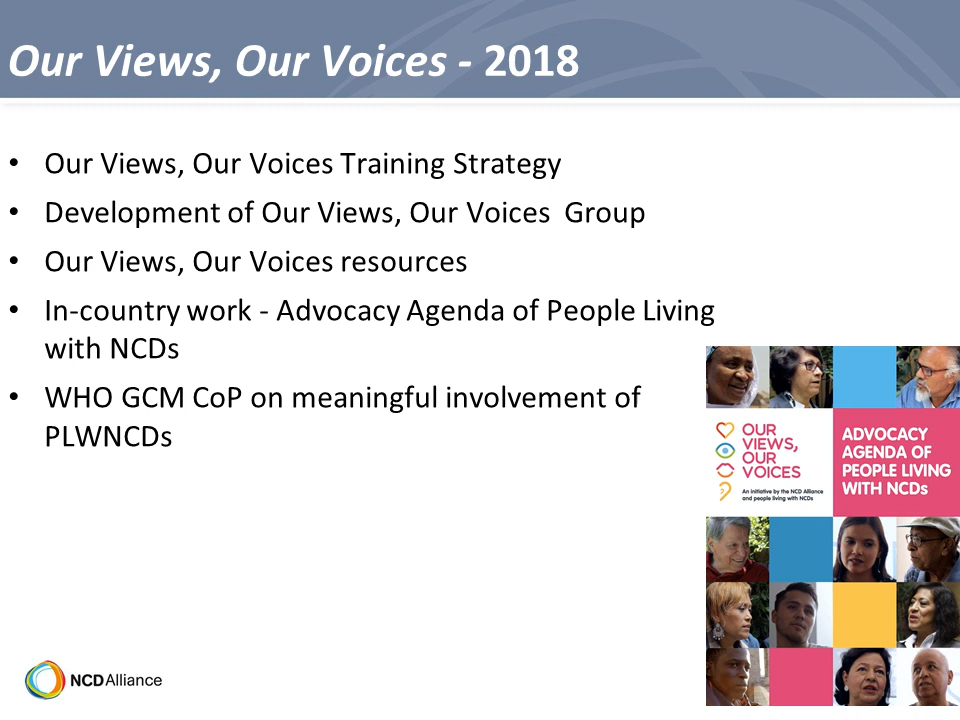 Our Views, Our Voices - 2018
• Our Views, Our Voices Training Strategy
• Development of Our Views, Our Voices  Group
• Our Views, Our Voices resources
• In-country work - Advocacy Agenda of People Living
with NCDs
• WHO GCM CoP on meaningful involvement of
PLWNCDs
OUR
VIEWS,
OUR
VOICES
An initiative by the NCD Alliance
and people living with NCDs
ADVOCACY
AGENDA OF
PEOPLE LIVING
WITH NCDs
NCD Alliance